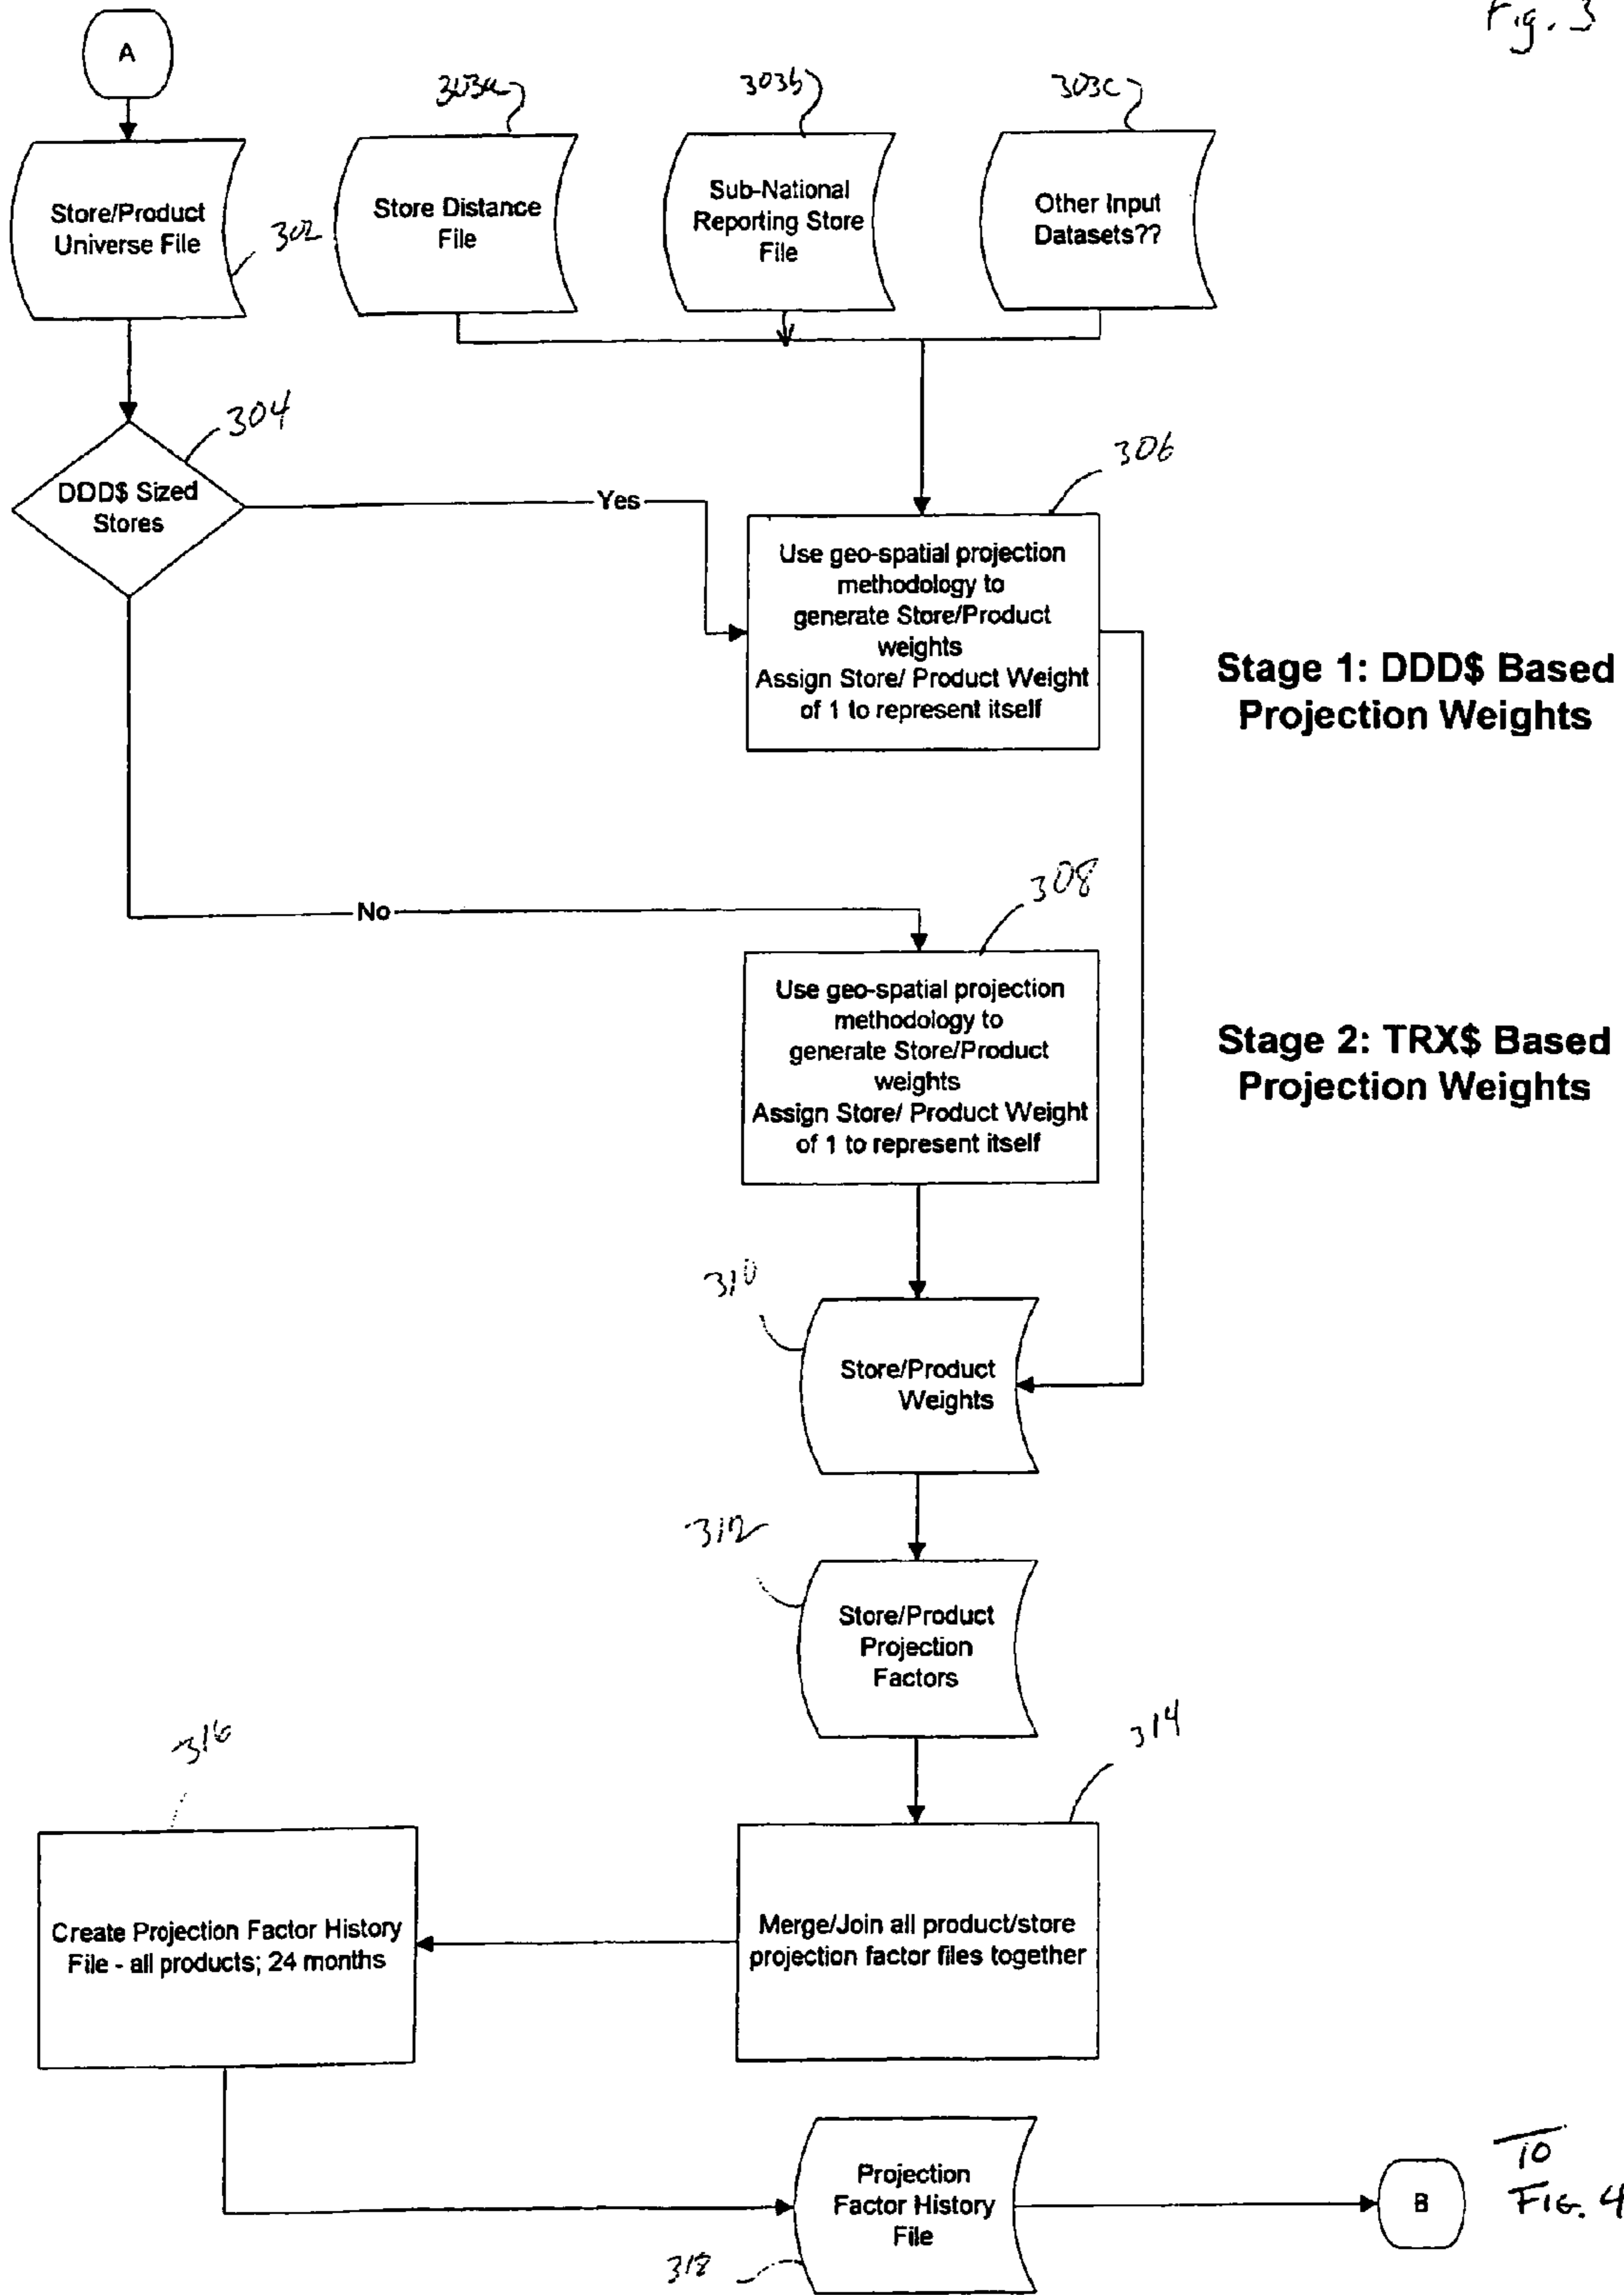 Fig. 3
A
303a
303b
303c
Store/Product
Universe File
302
Store Distance
File
Sub-National
Reporting Store
File
Other Input
Datasets??
304
DDD$ Sized
Stores
Yes
306
Use geo-spatial projection
methodology to
generate Store/Product
weights
Assign Store/ Product Weight
of 1 to represent itself
Stage 1: DDD$ Based
Projection Weights
No
308
Use geo-spatial projection
methodology to
generate Store/Product
weights
Assign Store/ Product Weight
of 1 to represent itself
Stage 2: TRX$ Based
Projection Weights
310
Store/Product
Weights
312
Store/Product
Projection
Factors
314
316
Create Projection Factor History
File - all products; 24 months
Merge/Join all product/store
projection factor files together
Projection
Factor History
File
318
B
TO
FIG. 4